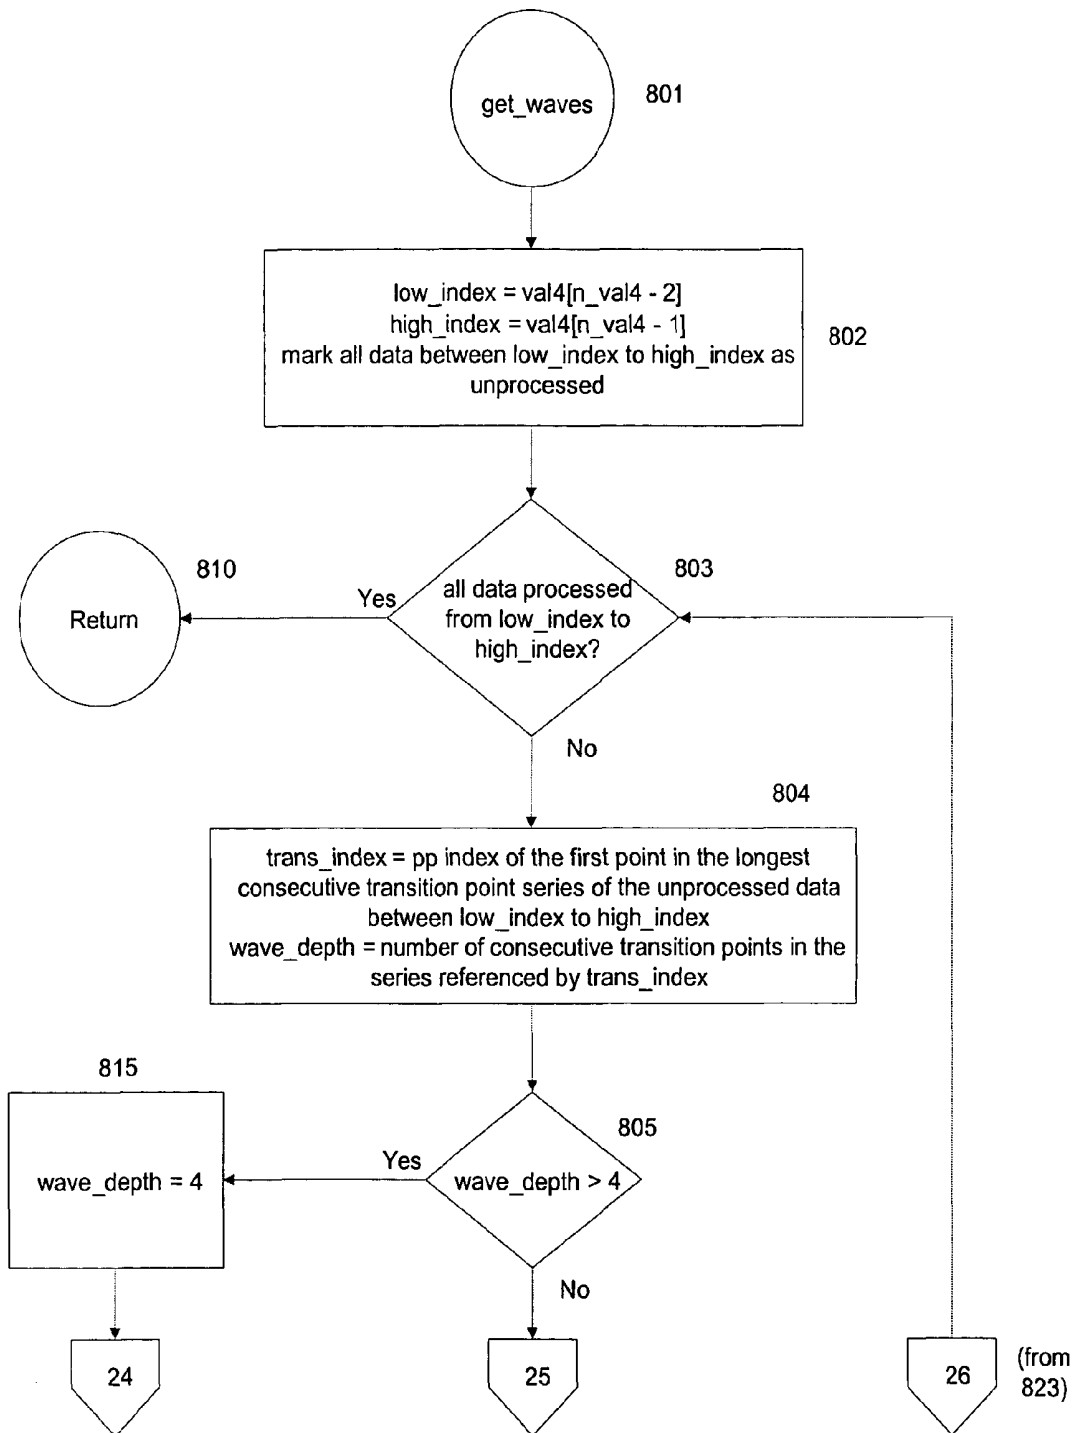 get_waves
801
low_index = val4[n_val4 - 2]
high_index = val4[n_val4 - 1]
mark all data between low_index to high_index as
unprocessed
802
810
Return
Yes
all data processed
from low_index to
high_index?
803
No
804
trans_index = pp index of the first point in the longest
consecutive transition point series of the unprocessed data
between low_index to high_index
wave_depth = number of consecutive transition points in the
series referenced by trans_index
815
wave_depth = 4
Yes
wave_depth > 4
805
No
24
25
26
(from
823)